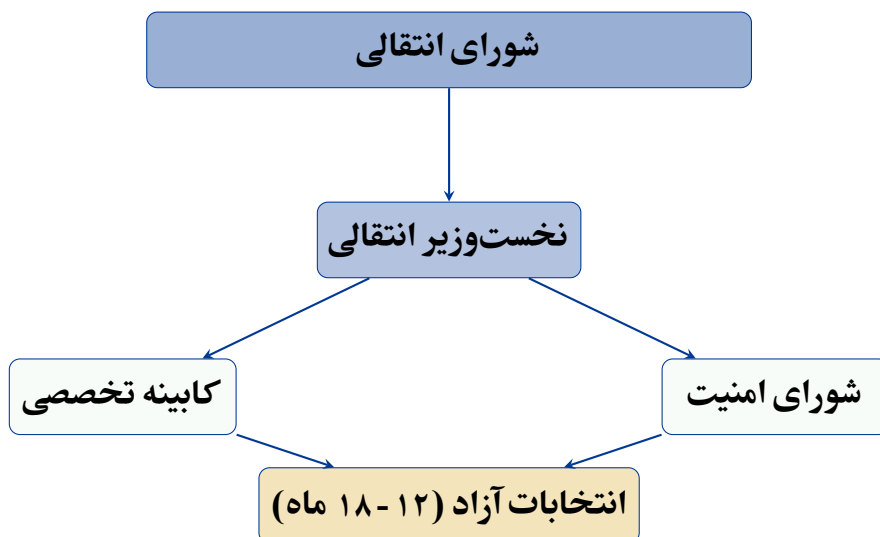 شورای انتقالی
نخست‌وزیر انتقالی
شورای امنیت
کابینه تخصصی
انتخابات آزاد (۱۲-۱۸ ماه)